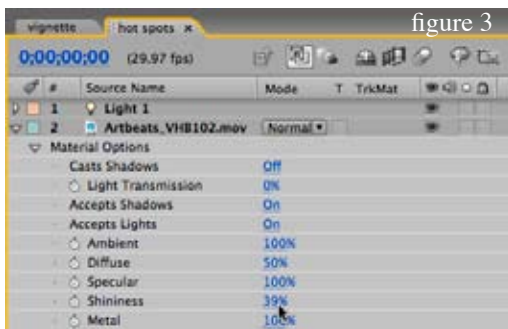 figure 3
vignette hot spots ×
0;00;00;00 (29.97 fps)
# Source Name Mode T TrkMat
1 Light 1
2 Artbeats_VHB102.mov Normal
Material Options
Casts Shadows Off
Light Transmission 0%
Accepts Shadows On
Accepts Lights On
Ambient 100%
Diffuse 50%
Specular 100%
Shininess 39%
Metal 100%